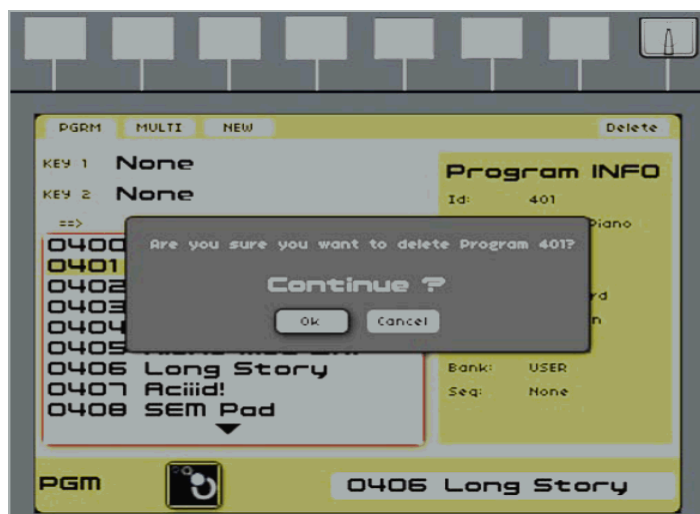 PGRM MULTI NEW Delete
KEY 1 None
KEY 2 None
==>
Program INFO
Id: 401
Piano
0400
0401
0402
0403
0404
0405
0406 Long Story
0407 Aciiid!
0408 SEM Pad
Are you sure you want to delete Program 401?
Continue ?
Ok Cancel
rd
n
Bank: USER
Seq: None
PGM 0406 Long Story